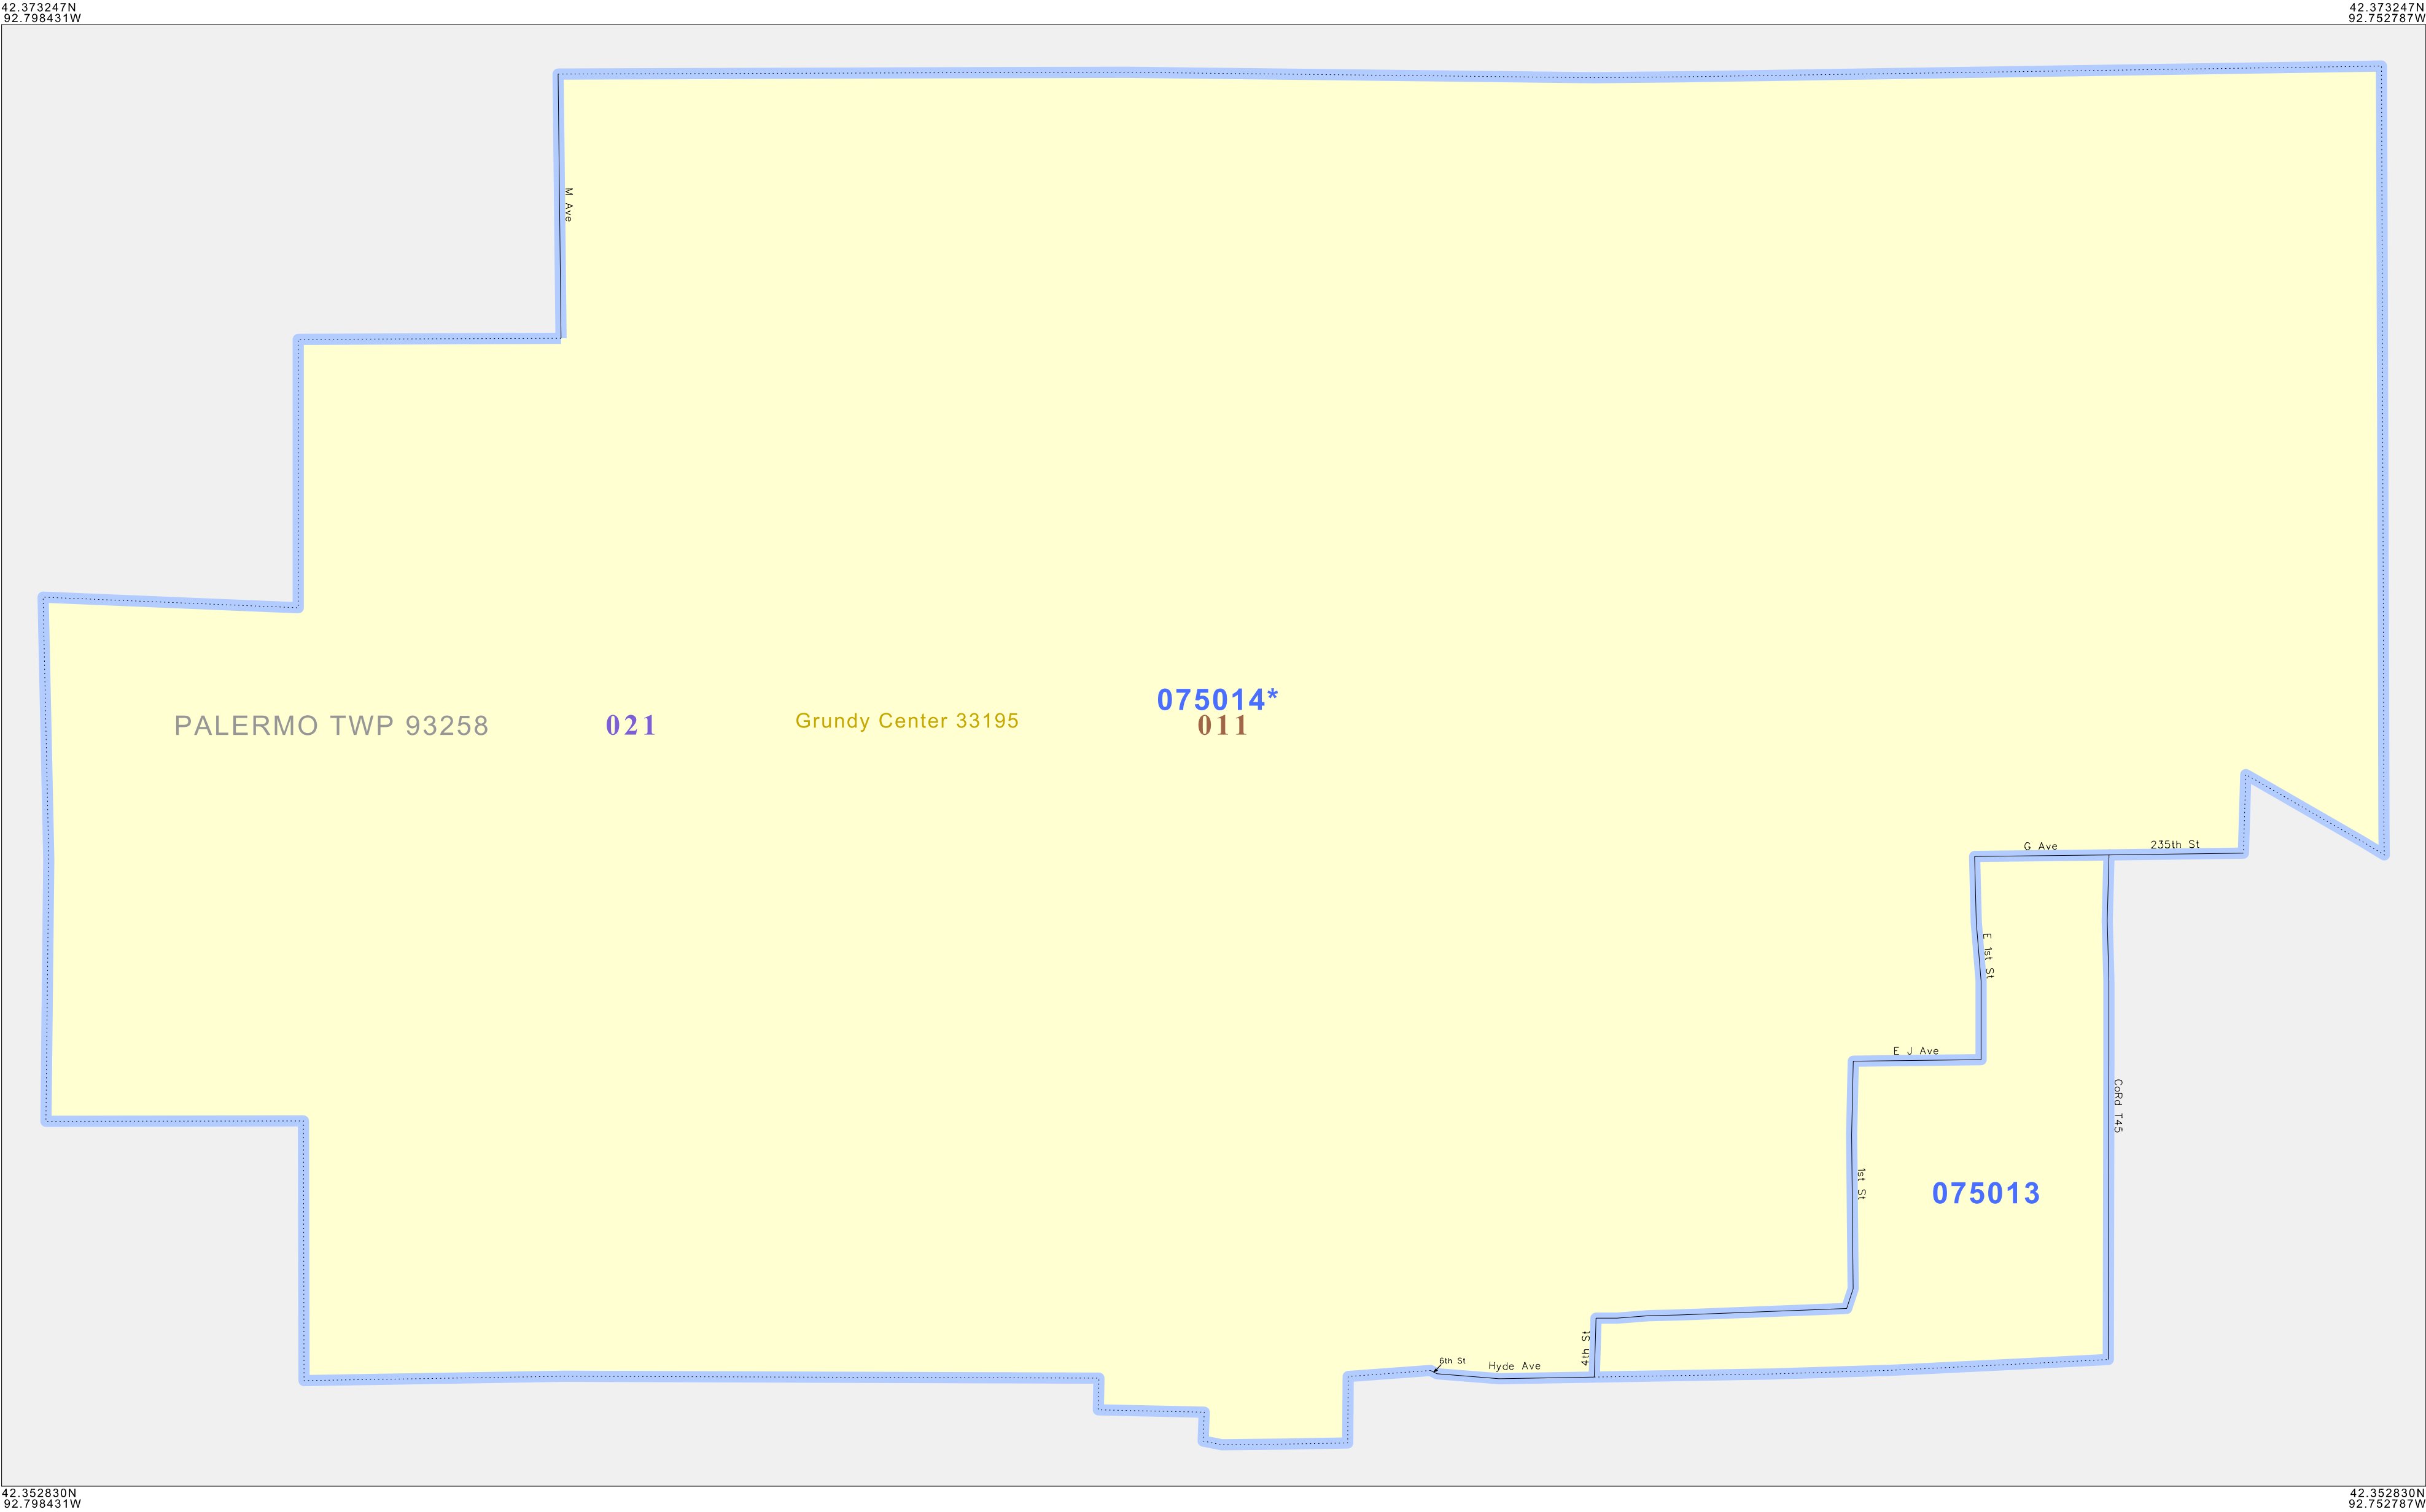 42.373247N
92.798431W
42.373247N
92.752787W
M Ave
075014*
PALERMO TWP 93258
021
Grundy Center 33195
011
G Ave
235th St
E 1st St
E J Ave
CoRd T45
1st St
075013
4th St
6th St
Hyde Ave
42.352830N
92.798431W
42.352830N
92.752787W